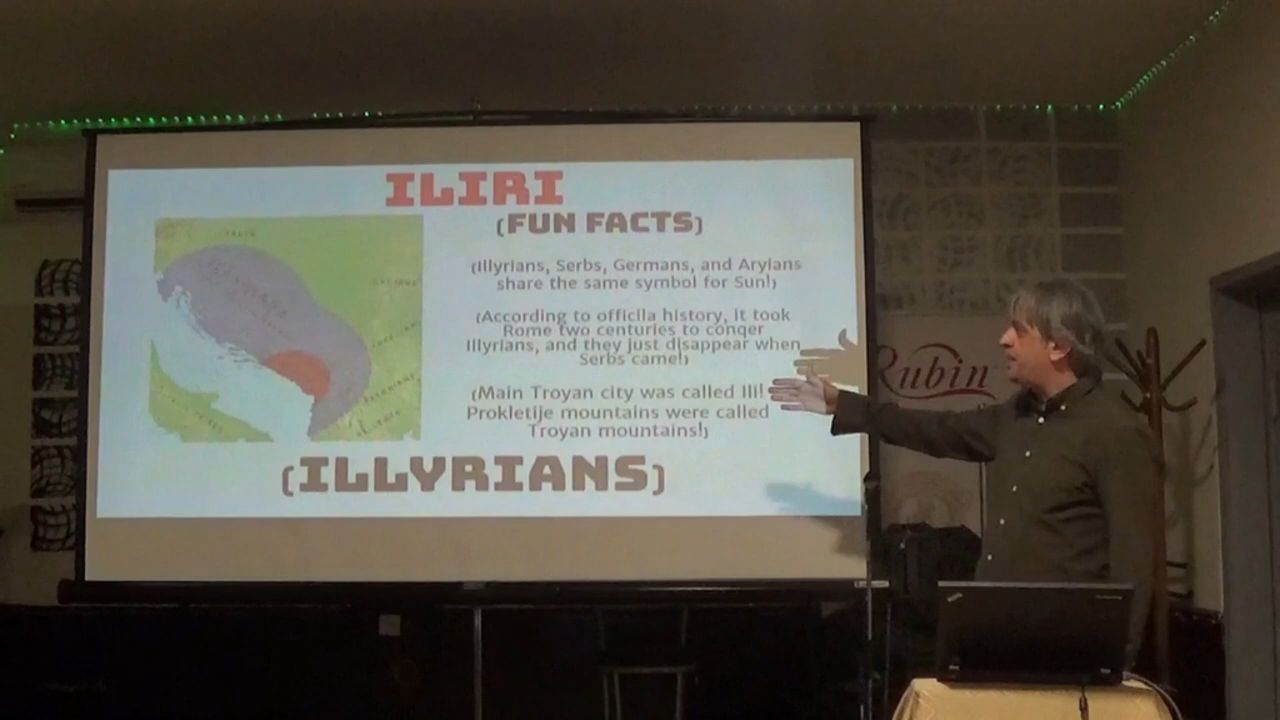 ILIRI
(FUN FACTS)
(Illyrians, Serbs, Germans, and Aryians
share the same symbol for Sun!)
(According to officila history, it took
Rome two centuries to conqer
Illyrians, and they just disappear when
Serbs came!)
(Main Troyan city was called Ili!
Prokletije mountains were called
Troyan mountains!)
(ILLYRIANS)
Rubin